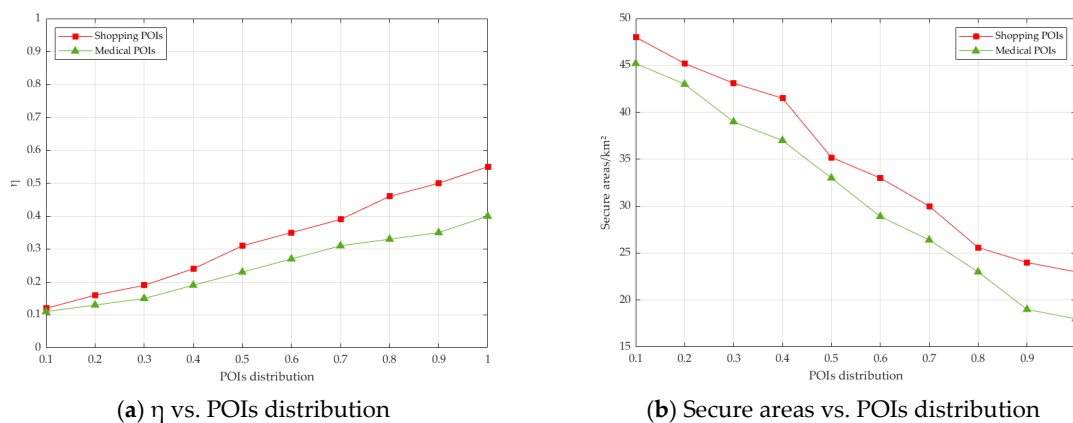 1
0.9
0.8
0.7
0.6
0.5
0.4
0.3
0.2
0.1
0
η
0.1 0.2 0.3 0.4 0.5 0.6 0.7 0.8 0.9 1
POIs distribution
Shopping POIs
Medical POIs
(a) η vs. POIs distribution
50
45
40
35
30
25
20
15
Secure areas/km²
0.1 0.2 0.3 0.4 0.5 0.6 0.7 0.8 0.9
POIs distribution
Shopping POIs
Medical POIs
(b) Secure areas vs. POIs distribution